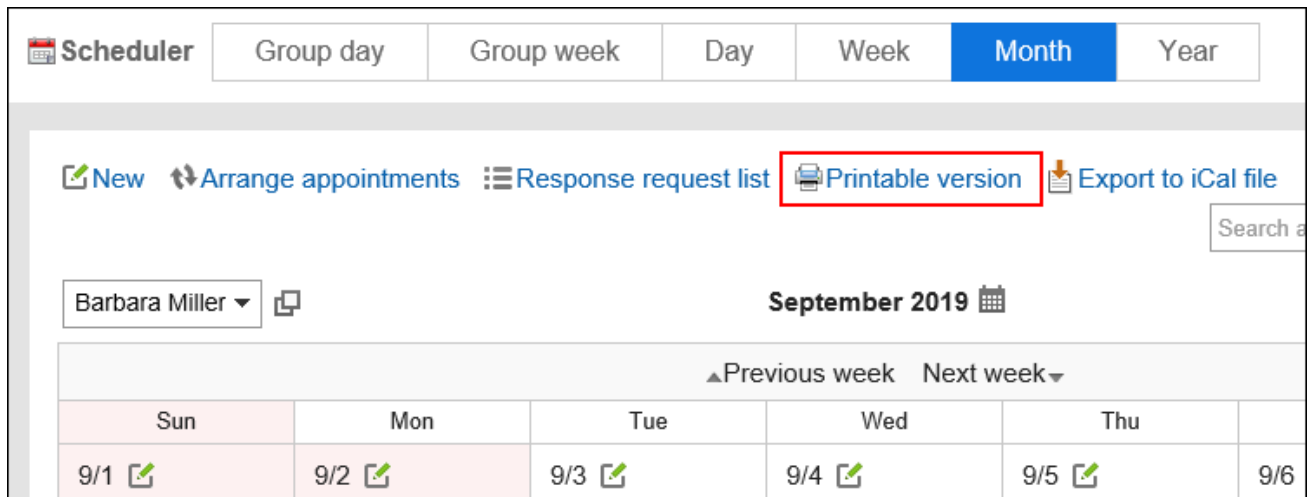 Scheduler Group day Group week Day Week Month Year
New Arrange appointments Response request list Printable version Export to iCal file
Search a
Barbara Miller September 2019
Previous week Next week
Sun Mon Tue Wed Thu
9/1 9/2 9/3 9/4 9/5 9/6